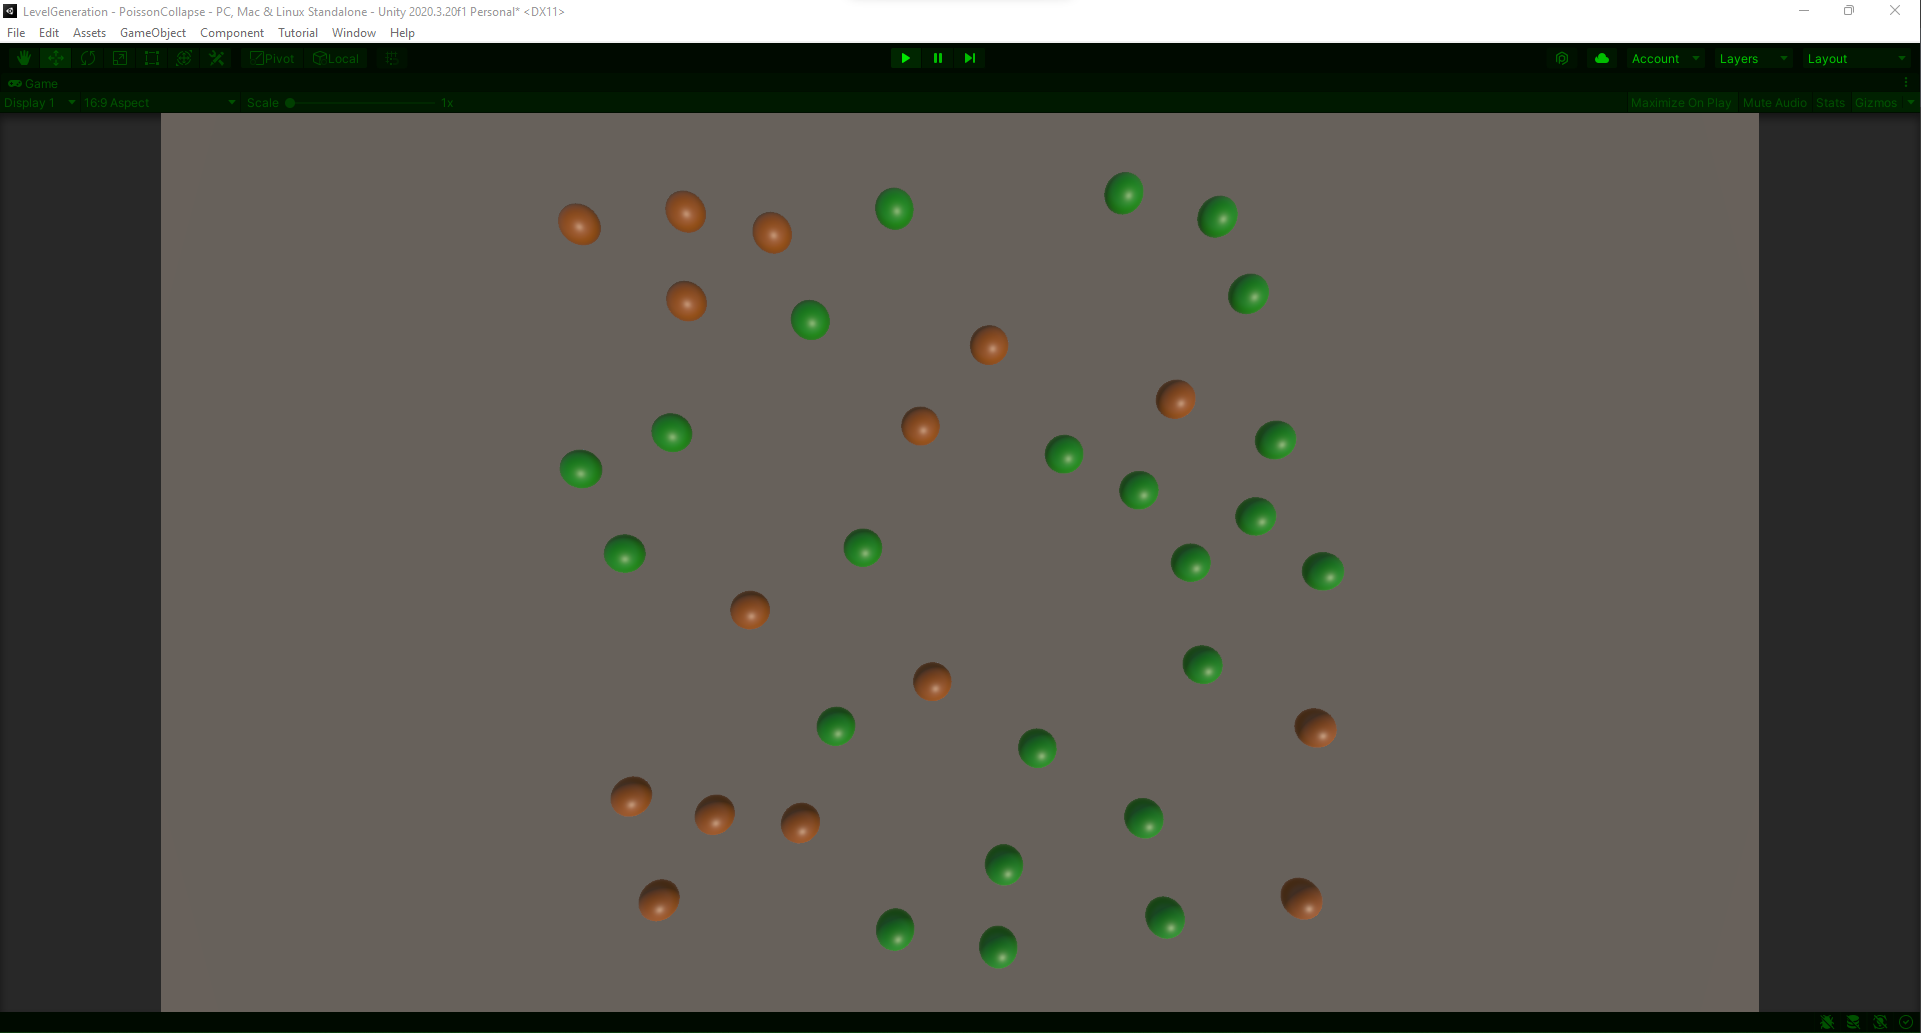 LevelGeneration - PoissonCollapse - PC, Mac & Linux Standalone - Unity 2020.3.20f1 Personal* <DX11>
File Edit Assets GameObject Component Tutorial Window Help
Pivot Local Account Layers Layout
Game
Display 1 16:9 Aspect Scale 1x Maximize On Play Mute Audio Stats Gizmos